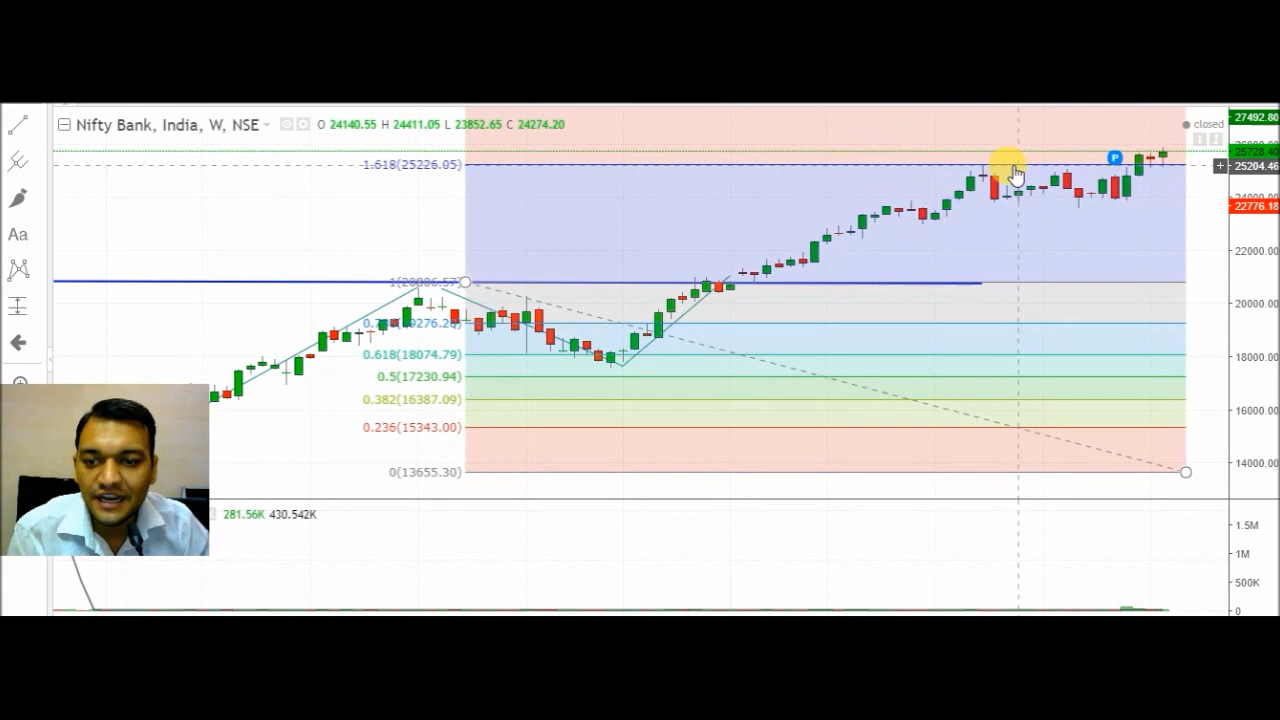 Nifty Bank, India, W, NSE O 24140.55 H 24411.05 L 23852.65 C 24274.20
closed
27492.80
25728.40
25204.46
22776.18
22000.00
20000.00
18000.00
16000.00
14000.00
1.5M
1M
500K
0
1.618(25226.05)
0.618(18074.79)
0.5(17230.94)
0.382(16387.09)
0.236(15343.00)
0(13655.30)
P
Aa
281.56K 430.542K